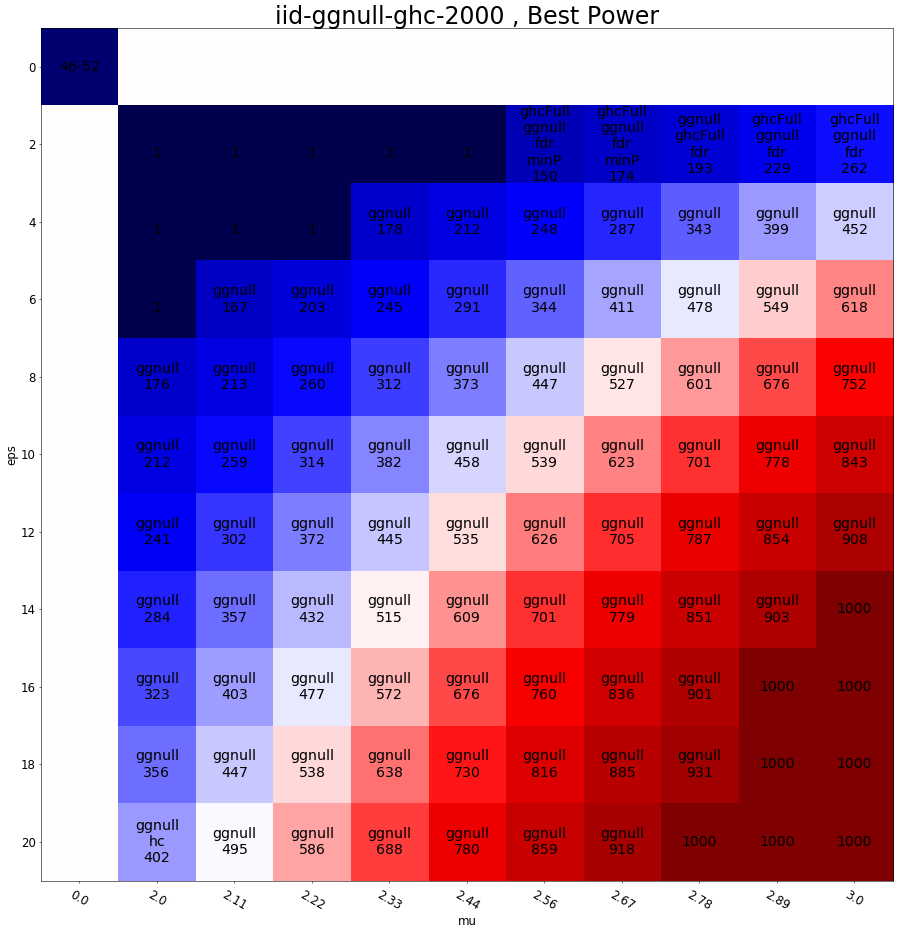 iid-ggnull-ghc-2000 , Best Power
0
46-52
2
1
1
1
1
1
ghcFull
ggnull
fdr
minP
150
ghcFull
ggnull
fdr
minP
174
ggnull
ghcFull
fdr
193
ghcFull
ggnull
fdr
229
ghcFull
ggnull
fdr
262
4
1
1
1
ggnull
178
ggnull
212
ggnull
248
ggnull
287
ggnull
343
ggnull
399
ggnull
452
6
1
ggnull
167
ggnull
203
ggnull
245
ggnull
291
ggnull
344
ggnull
411
ggnull
478
ggnull
549
ggnull
618
8
ggnull
176
ggnull
213
ggnull
260
ggnull
312
ggnull
373
ggnull
447
ggnull
527
ggnull
601
ggnull
676
ggnull
752
eps
10
ggnull
212
ggnull
259
ggnull
314
ggnull
382
ggnull
458
ggnull
539
ggnull
623
ggnull
701
ggnull
778
ggnull
843
12
ggnull
241
ggnull
302
ggnull
372
ggnull
445
ggnull
535
ggnull
626
ggnull
705
ggnull
787
ggnull
854
ggnull
908
14
ggnull
284
ggnull
357
ggnull
432
ggnull
515
ggnull
609
ggnull
701
ggnull
779
ggnull
851
ggnull
903
1000
16
ggnull
323
ggnull
403
ggnull
477
ggnull
572
ggnull
676
ggnull
760
ggnull
836
ggnull
901
1000
1000
18
ggnull
356
ggnull
447
ggnull
538
ggnull
638
ggnull
730
ggnull
816
ggnull
885
ggnull
931
1000
1000
20
ggnull
hc
402
ggnull
495
ggnull
586
ggnull
688
ggnull
780
ggnull
859
ggnull
918
1000
1000
1000
0.0
2.0
2.11
2.22
2.33
2.44
2.56
2.67
2.78
2.89
3.0
mu